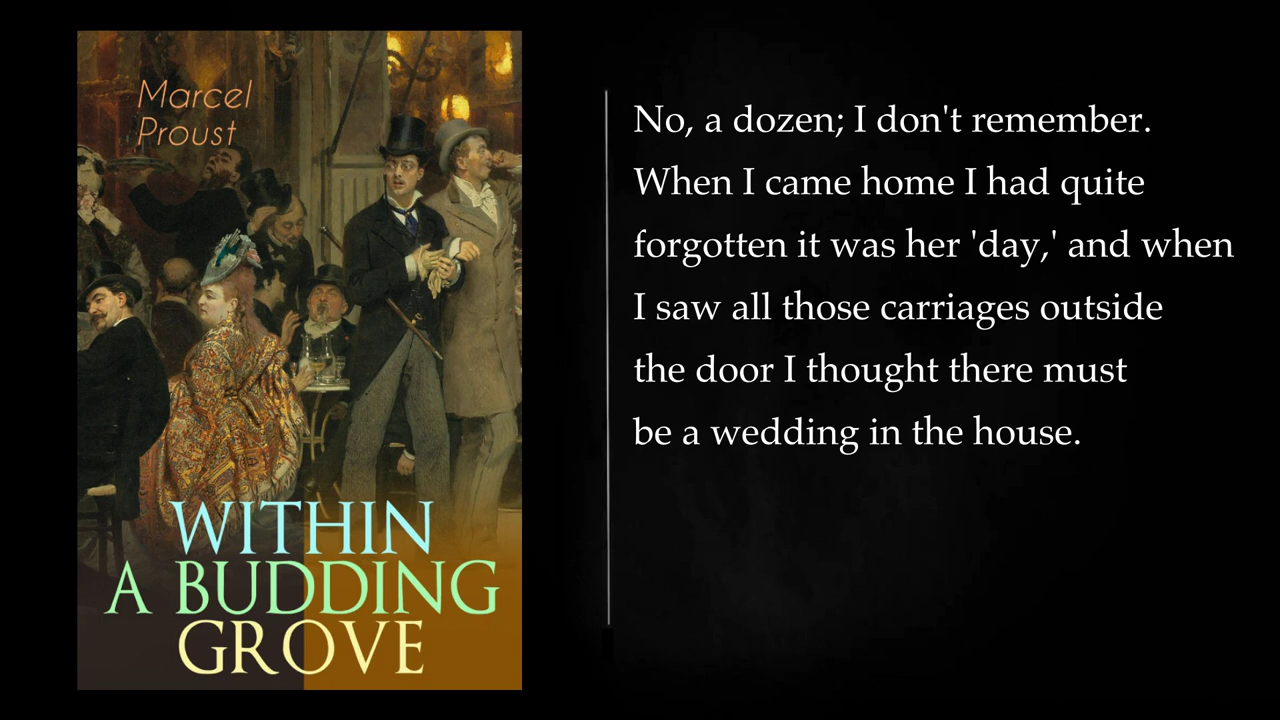 Marcel
Proust
WITHIN
A BUDDING
GROVE
No, a dozen; I don't remember.
When I came home I had quite
forgotten it was her 'day,' and when
I saw all those carriages outside
the door I thought there must
be a wedding in the house.